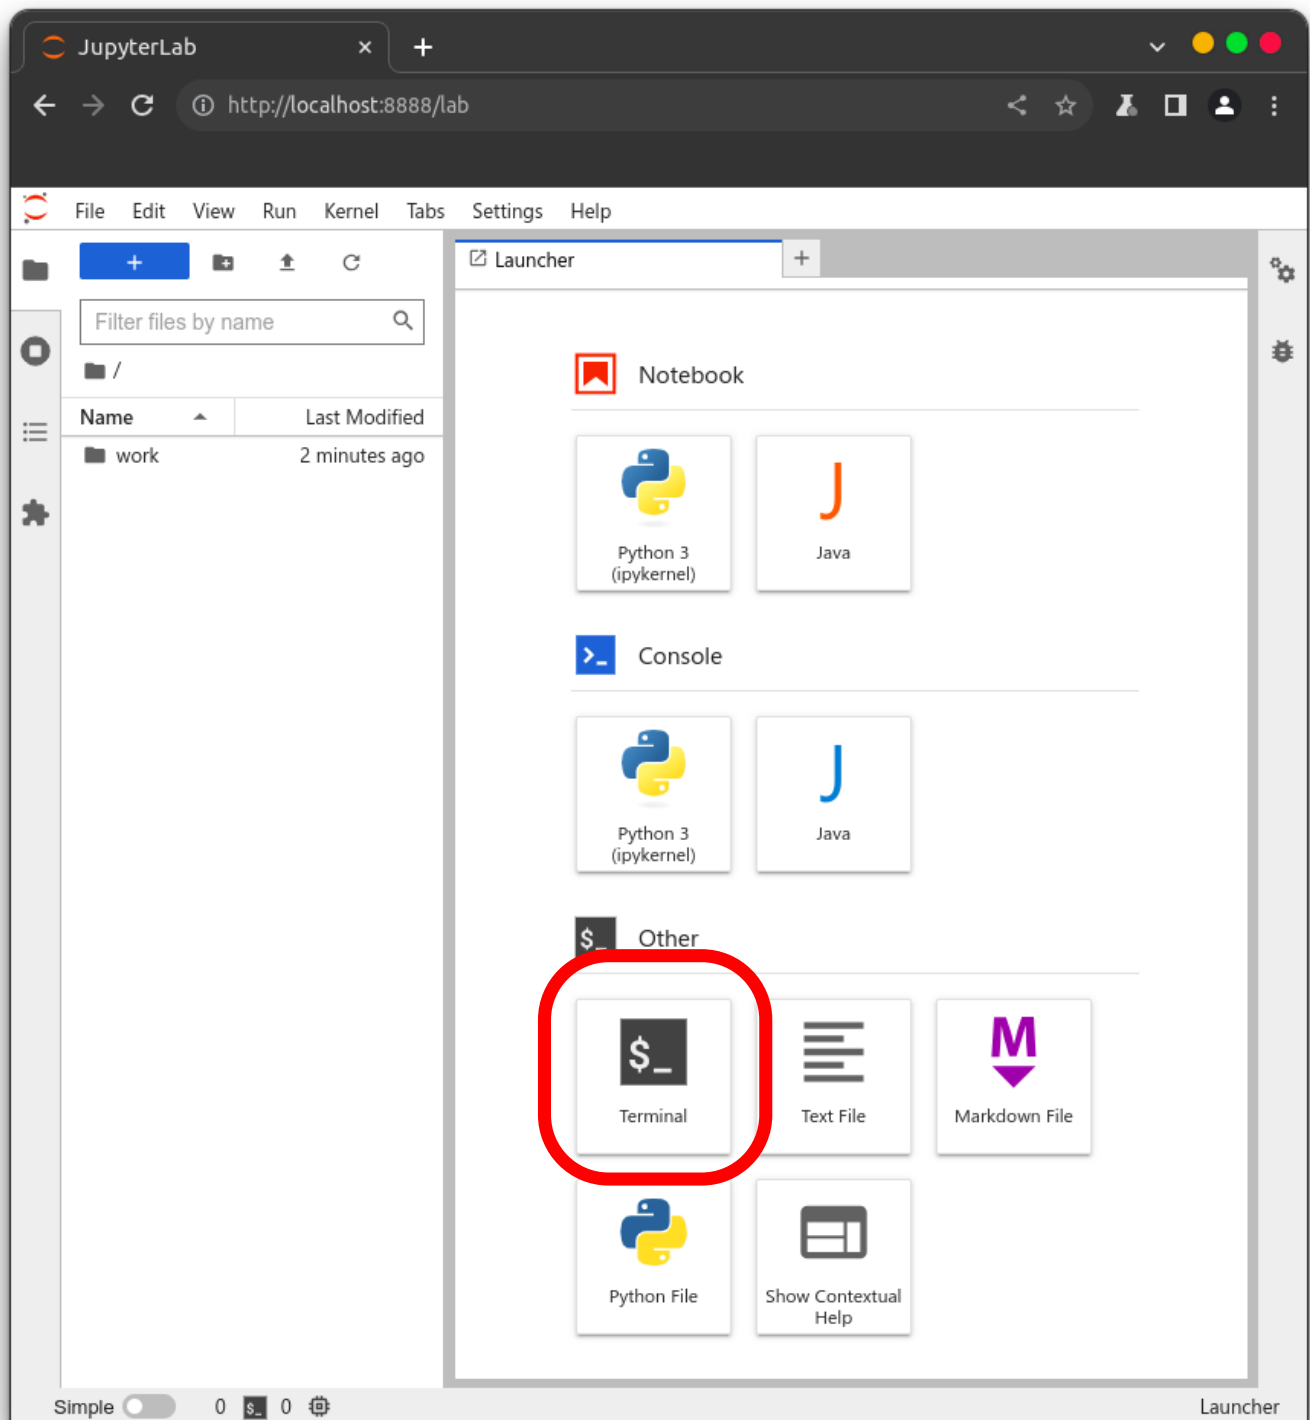 JupyterLab
http://localhost:8888/lab
File Edit View Run Kernel Tabs Settings Help
Launcher
Filter files by name
/
Name Last Modified
work 2 minutes ago
Notebook
Python 3
(ipykernel)
Java
Console
Python 3
(ipykernel)
Java
$_ Other
$_
Terminal
Text File
M
Markdown File
Python File
Show Contextual
Help
Simple 0 $_ 0 Launcher